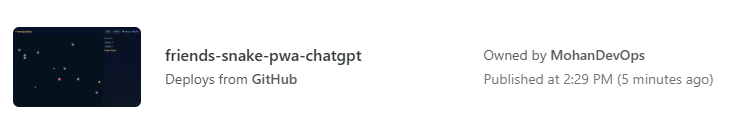 friends-snake-pwa-chatgpt
Deploys from GitHub
Owned by MohanDevOps
Published at 2:29 PM (5 minutes ago)